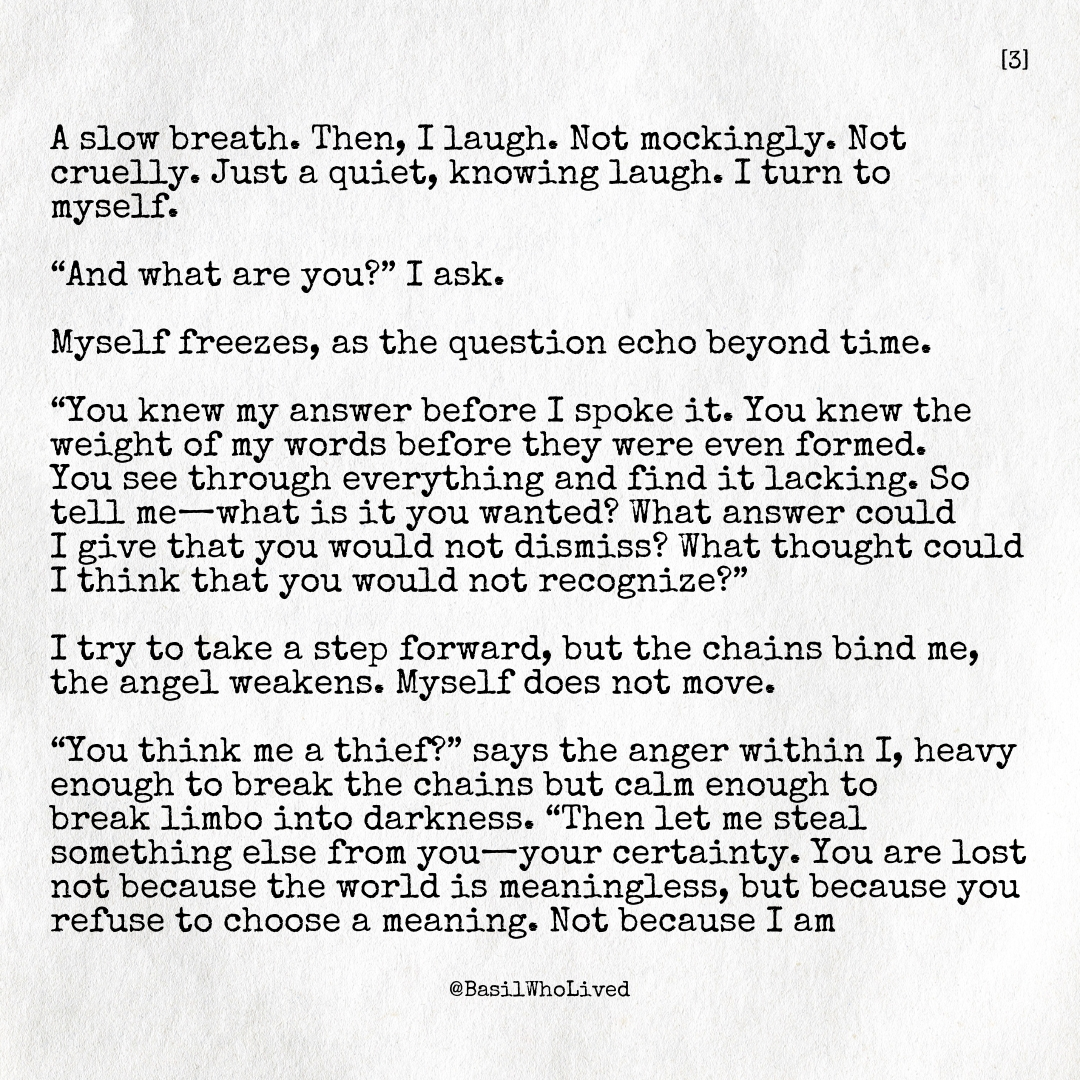 [3]
A slow breath. Then, I laugh. Not mockingly. Not
cruelly. Just a quiet, knowing laugh. I turn to
myself.
“And what are you?” I ask.
Myself freezes, as the question echo beyond time.
“You knew my answer before I spoke it. You knew the
weight of my words before they were even formed.
You see through everything and find it lacking. So
tell me—what is it you wanted? What answer could
I give that you would not dismiss? What thought could
I think that you would not recognize?”
I try to take a step forward, but the chains bind me,
the angel weakens. Myself does not move.
“You think me a thief?” says the anger within I, heavy
enough to break the chains but calm enough to
break limbo into darkness. “Then let me steal
something else from you—your certainty. You are lost
not because the world is meaningless, but because you
refuse to choose a meaning. Not because I am
@BasilWhoLived